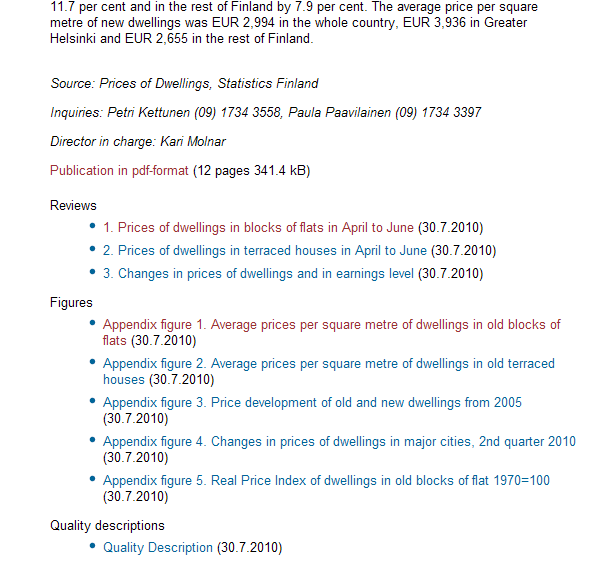 11.7 per cent and in the rest of Finland by 7.9 per cent. The average price per square
metre of new dwellings was EUR 2,994 in the whole country, EUR 3,936 in Greater
Helsinki and EUR 2,655 in the rest of Finland.
Source: Prices of Dwellings, Statistics Finland
Inquiries: Petri Kettunen (09) 1734 3558, Paula Paavilainen (09) 1734 3397
Director in charge: Kari Molnar
Publication in pdf-format (12 pages 341.4 kB)
Reviews
1. Prices of dwellings in blocks of flats in April to June (30.7.2010)
2. Prices of dwellings in terraced houses in April to June (30.7.2010)
3. Changes in prices of dwellings and in earnings level (30.7.2010)
Figures
Appendix figure 1. Average prices per square metre of dwellings in old blocks of
flats (30.7.2010)
Appendix figure 2. Average prices per square metre of dwellings in old terraced
houses (30.7.2010)
Appendix figure 3. Price development of old and new dwellings from 2005
(30.7.2010)
Appendix figure 4. Changes in prices of dwellings in major cities, 2nd quarter 2010
(30.7.2010)
Appendix figure 5. Real Price Index of dwellings in old blocks of flat 1970=100
(30.7.2010)
Quality descriptions
Quality Description (30.7.2010)